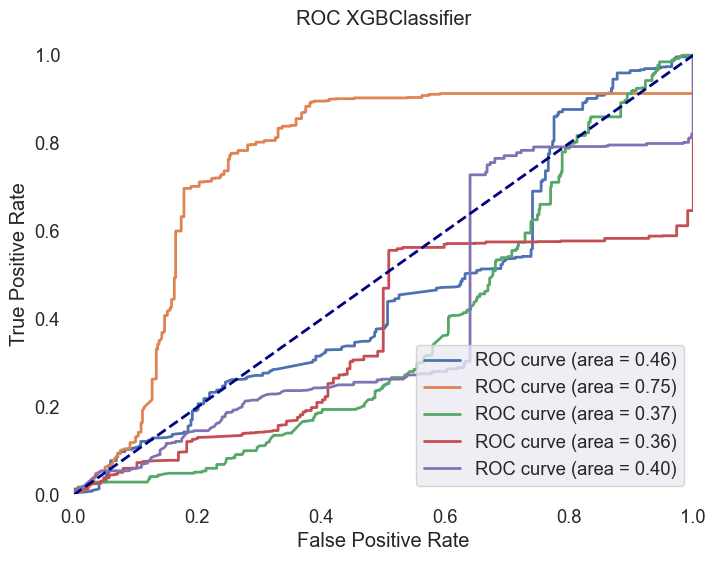 ROC XGBClassifier
1.0
0.8
0.6
0.4
0.2
0.0
True Positive Rate
ROC curve (area = 0.46)
ROC curve (area = 0.75)
ROC curve (area = 0.37)
ROC curve (area = 0.36)
ROC curve (area = 0.40)
0.0 0.2 0.4 0.6 0.8 1.0
False Positive Rate